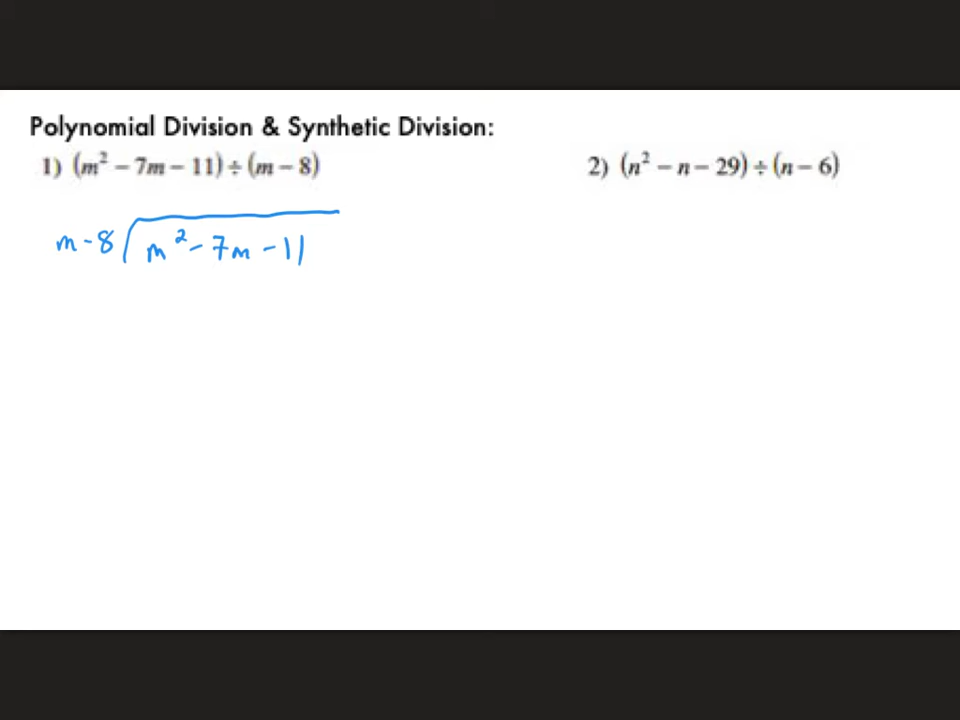 Polynomial Division & Synthetic Division:
1) (m² − 7m − 11) ÷ (m − 8)
2) (n² − n − 29) ÷ (n − 6)
m - 8 √ m² - 7m - 11